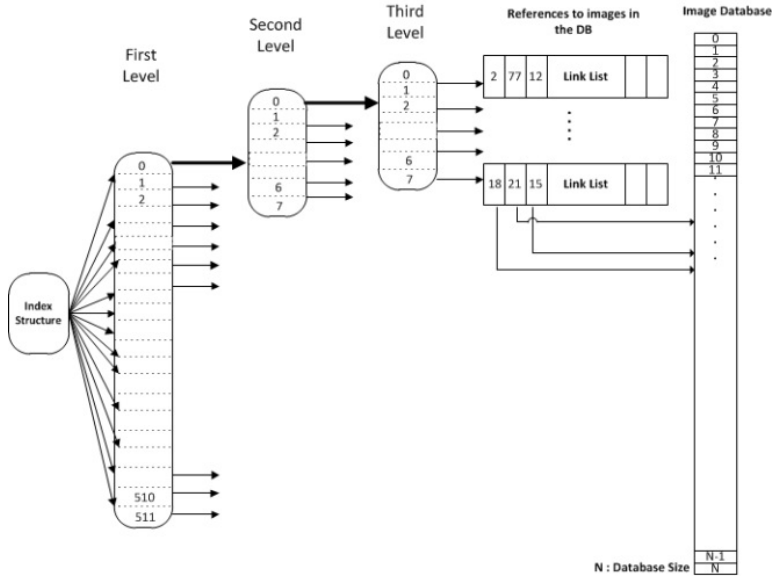 References to images in
the DB
Image Database
Third
Level
Second
Level
First
Level
0
1
2
3
4
5
6
7
8
9
10
11
0
1
2
6
7
2 77 12 Link List
0
1
2
6
7
18 21 15 Link List
0
1
2
510
511
Index
Structure
N-1
N
N : Database Size